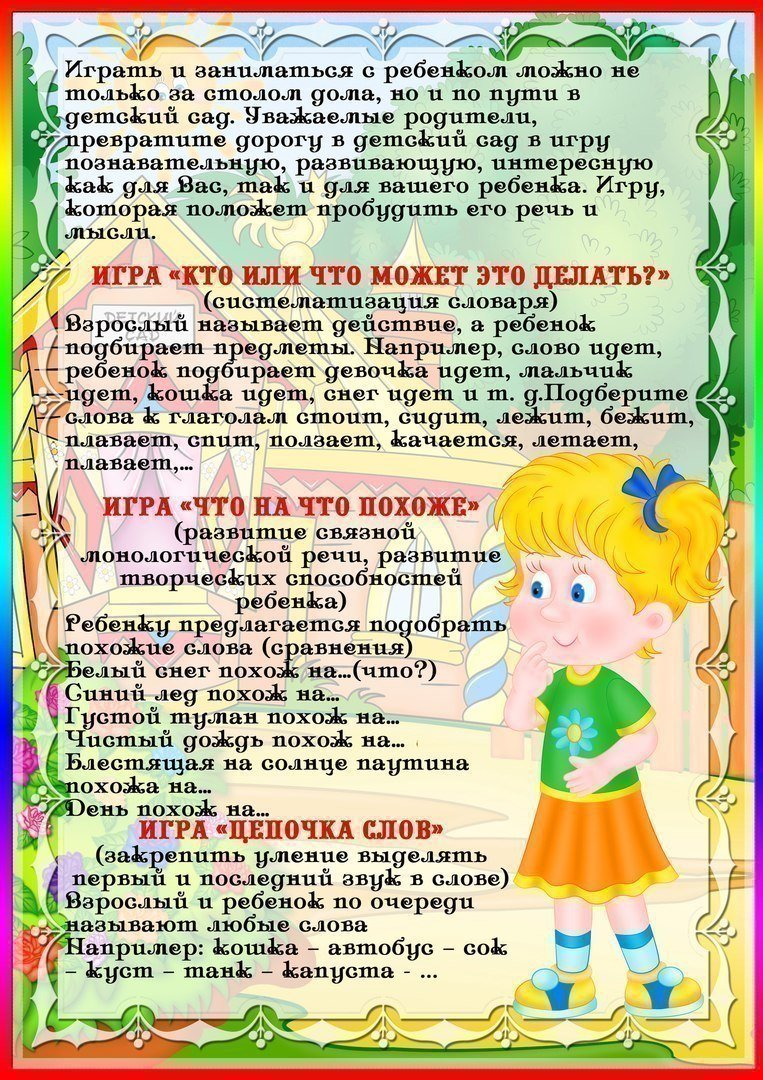 Играть и заниматься с ребенком можно не
только за столом дома, но и по пути в
детский сад. Уважаемые родители,
превратите дорогу в детский сад в игру
познавательную, развивающую, интересную
как для Вас, так и для вашего ребенка. Игру,
которая поможет пробудить его речь и
мысли.
ИГРА «КТО ИЛИ ЧТО МОЖЕТ ЭТО ДЕЛАТЬ?»
(систематизация словаря)
Взрослый называет действие, а ребенок
подбирает предметы. Например, слово идет,
ребенок подбирает девочка идет, мальчик
идет, кошка идет, снег идет и т. д.Подберите
слова к глаголам стоит, сидит, лежит, бежит,
плавает, спит, ползает, качается, летает,
плавает,...
ДЕТСКИЙ
САД
ИГРА «ЧТО НА ЧТО ПОХОЖЕ»
(развитие связной
монологической речи, развитие
творческих способностей
ребенка)
Ребенку предлагается подобрать
похожие слова (сравнения)
Белый снег похож на...(что?)
Синий лед похож на...
Густой туман похож на...
Чистый дождь похож на...
Блестящая на солнце паутина
похожа на...
День похож на...
ИГРА «ЦЕПОЧКА СЛОВ»
(закрепить умение выделять
первый и последний звук в слове)
Взрослый и ребенок по очереди
называют любые слова
Например: кошка – автобус – сок
– куст – танк – капуста - ...